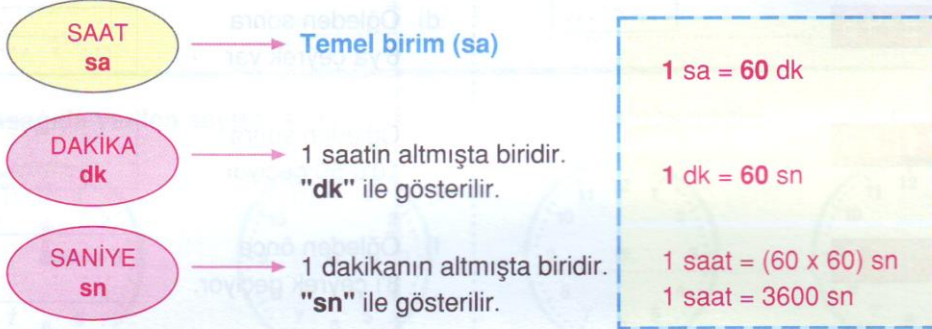 SAAT
sa
Temel birim (sa)
1 sa = 60 dk
DAKİKA
dk
1 saatin altmışta biridir.
"dk" ile gösterilir.
1 dk = 60 sn
SANİYE
sn
1 dakikanın altmışta biridir.
"sn" ile gösterilir.
1 saat = (60 x 60) sn
1 saat = 3600 sn